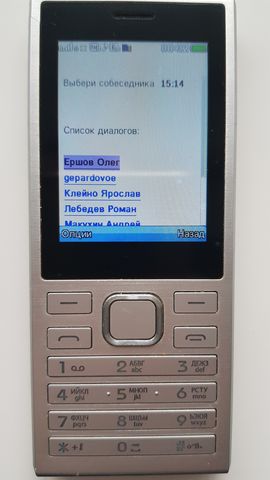 Выбери собеседника 15:14
Список диалогов:
Ершов Олег
gepardovoe
Клейно Ярослав
Лебедев Роман
Макухин Андрей
Опции Назад
1
2 АБВГ abc
3 ДЕЖЗ def
4 ИЙКЛ ghi
5 МНОП jkl
6 РСТУ mno
7 ФХЦЧ pqrs
8 ШЩЪЫ tuv
9 ЬЭЮЯ wxyz